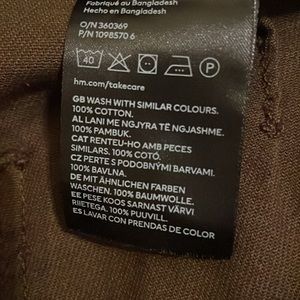 Fabriqué au Bangladesh
Hecho en Bangladesh
O/N 360369
P/N 1098570 6
40
P
hm.com/takecare
GB WASH WITH SIMILAR COLOURS.
100% COTTON.
AL LANI ME NGJYRA TË NGJASHME.
100% PAMBUK.
CAT RENTEU-HO AMB PECES
SIMILARS. 100% COTÓ.
CZ PERTE S PODOBNÝMI BARVAMI.
100% BAVLNA.
DE MIT ÄHNLICHEN FARBEN
WASCHEN. 100% BAUMWOLLE.
EE PESE KOOS SARNAST VÄRVI
RIIETEGA. 100% PUUVILL.
ES LAVAR CON PRENDAS DE COLOR